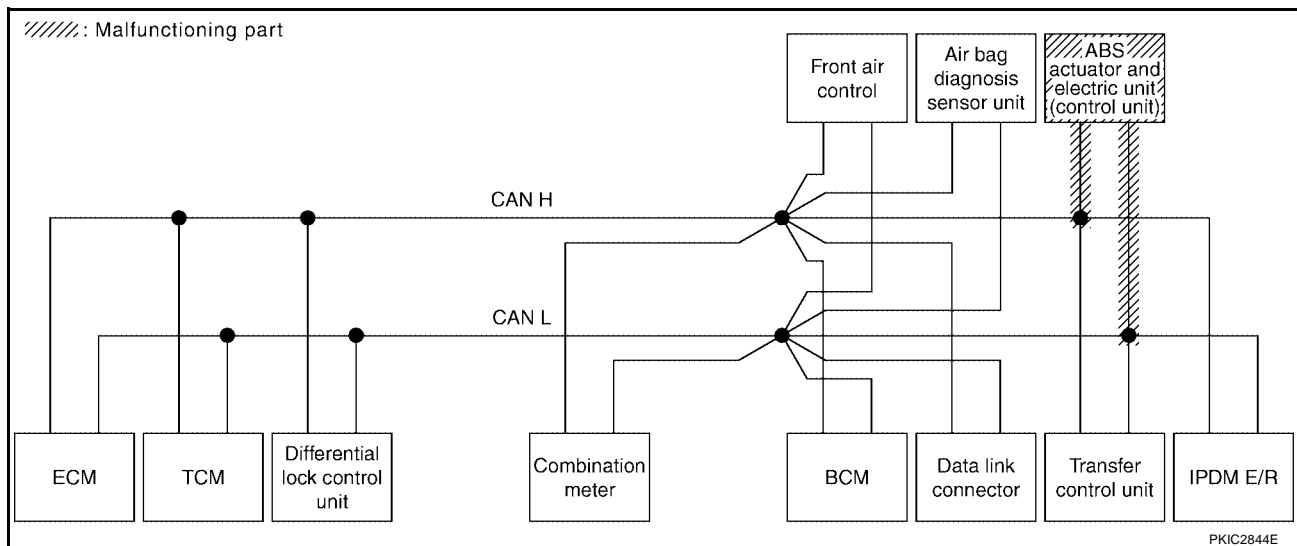 : Malfunctioning part
Front air
control
Air bag
diagnosis
sensor unit
ABS
actuator and
electric unit
(control unit)
CAN H
CAN L
ECM
TCM
Differential
lock control
unit
Combination
meter
BCM
Data link
connector
Transfer
control unit
IPDM E/R
PKIC2844E